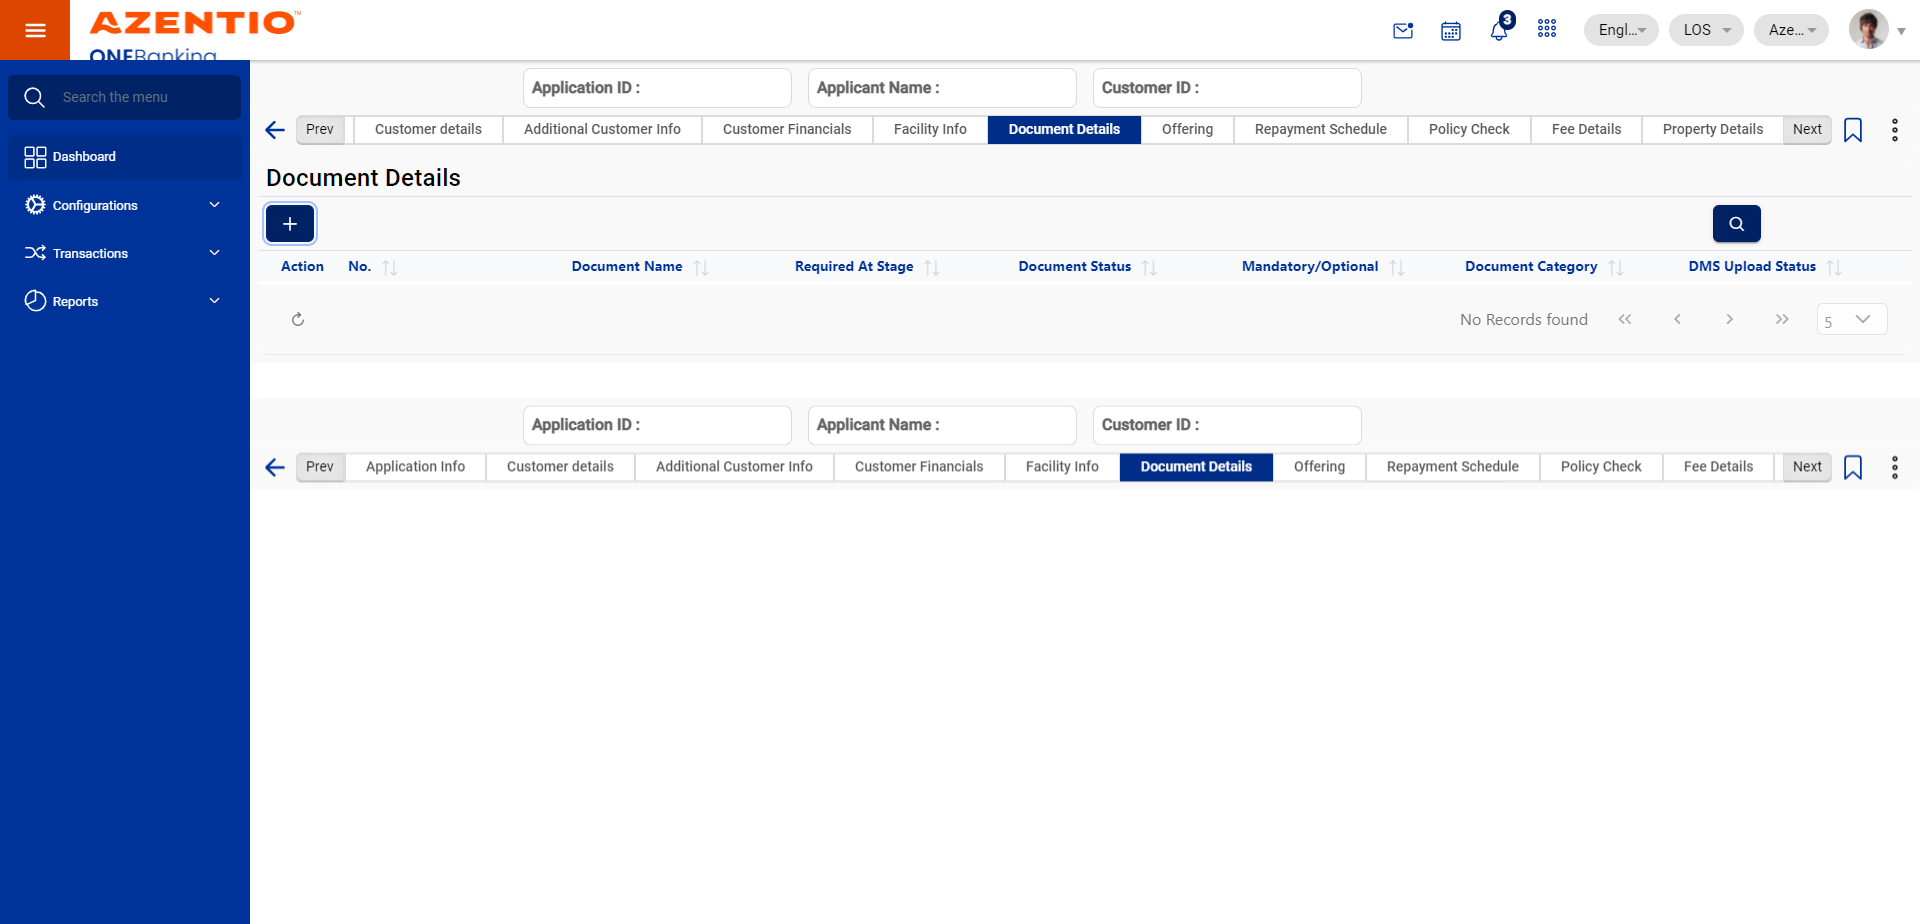 AZENTIO™
ONEBanking
3
Engl...
LOS
Aze...
Search the menu
Dashboard
Configurations
Transactions
Reports
Application ID :
Applicant Name :
Customer ID :
Prev
Customer details
Additional Customer Info
Customer Financials
Facility Info
Document Details
Offering
Repayment Schedule
Policy Check
Fee Details
Property Details
Next
Document Details
+
Action
No.
Document Name
Required At Stage
Document Status
Mandatory/Optional
Document Category
DMS Upload Status
No Records found
5
Application ID :
Applicant Name :
Customer ID :
Prev
Application Info
Customer details
Additional Customer Info
Customer Financials
Facility Info
Document Details
Offering
Repayment Schedule
Policy Check
Fee Details
Next